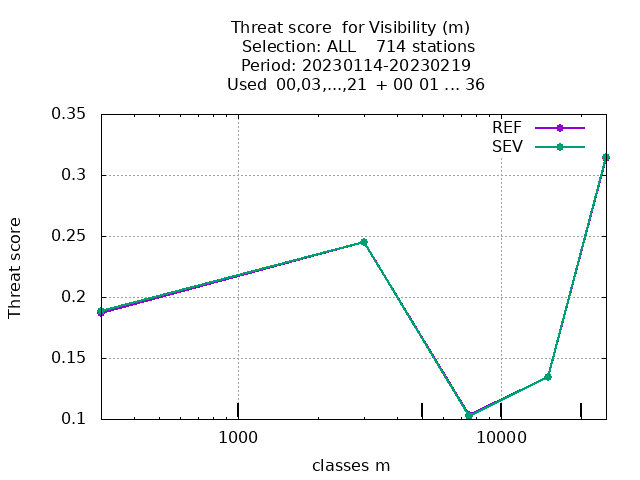 Threat score  for Visibility (m)
Selection: ALL    714 stations
Period: 20230114-20230219
Used  00,03,...,21  + 00 01 ... 36
REF
SEV
0.35
0.3
0.25
0.2
0.15
0.1
Threat score
1000
10000
classes m